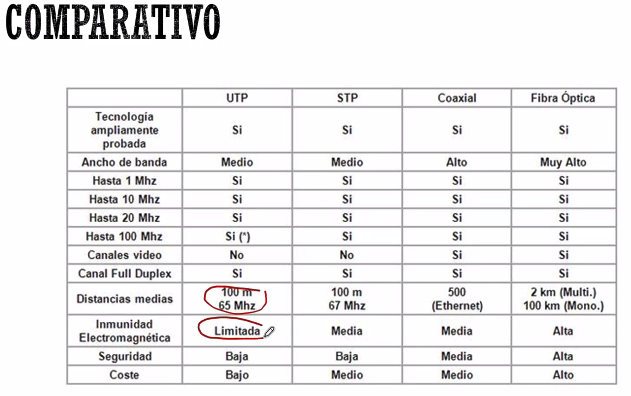 COMPARATIVO
UTP STP Coaxial Fibra Óptica
Tecnología
ampliamente
probada
Si Si Si Si
Ancho de banda Medio Medio Alto Muy Alto
Hasta 1 Mhz Si Si Si Si
Hasta 10 Mhz Si Si Si Si
Hasta 20 Mhz Si Si Si Si
Hasta 100 Mhz Si (*) Si Si Si
Canales video No No Si Si
Canal Full Duplex Si Si Si Si
Distancias medias
100 m
65 Mhz
100 m
67 Mhz
500
(Ethernet)
2 km (Multi.)
100 km (Mono.)
Inmunidad
Electromagnética
Limitada Media Media Alta
Seguridad Baja Baja Media Alta
Coste Bajo Medio Medio Alto